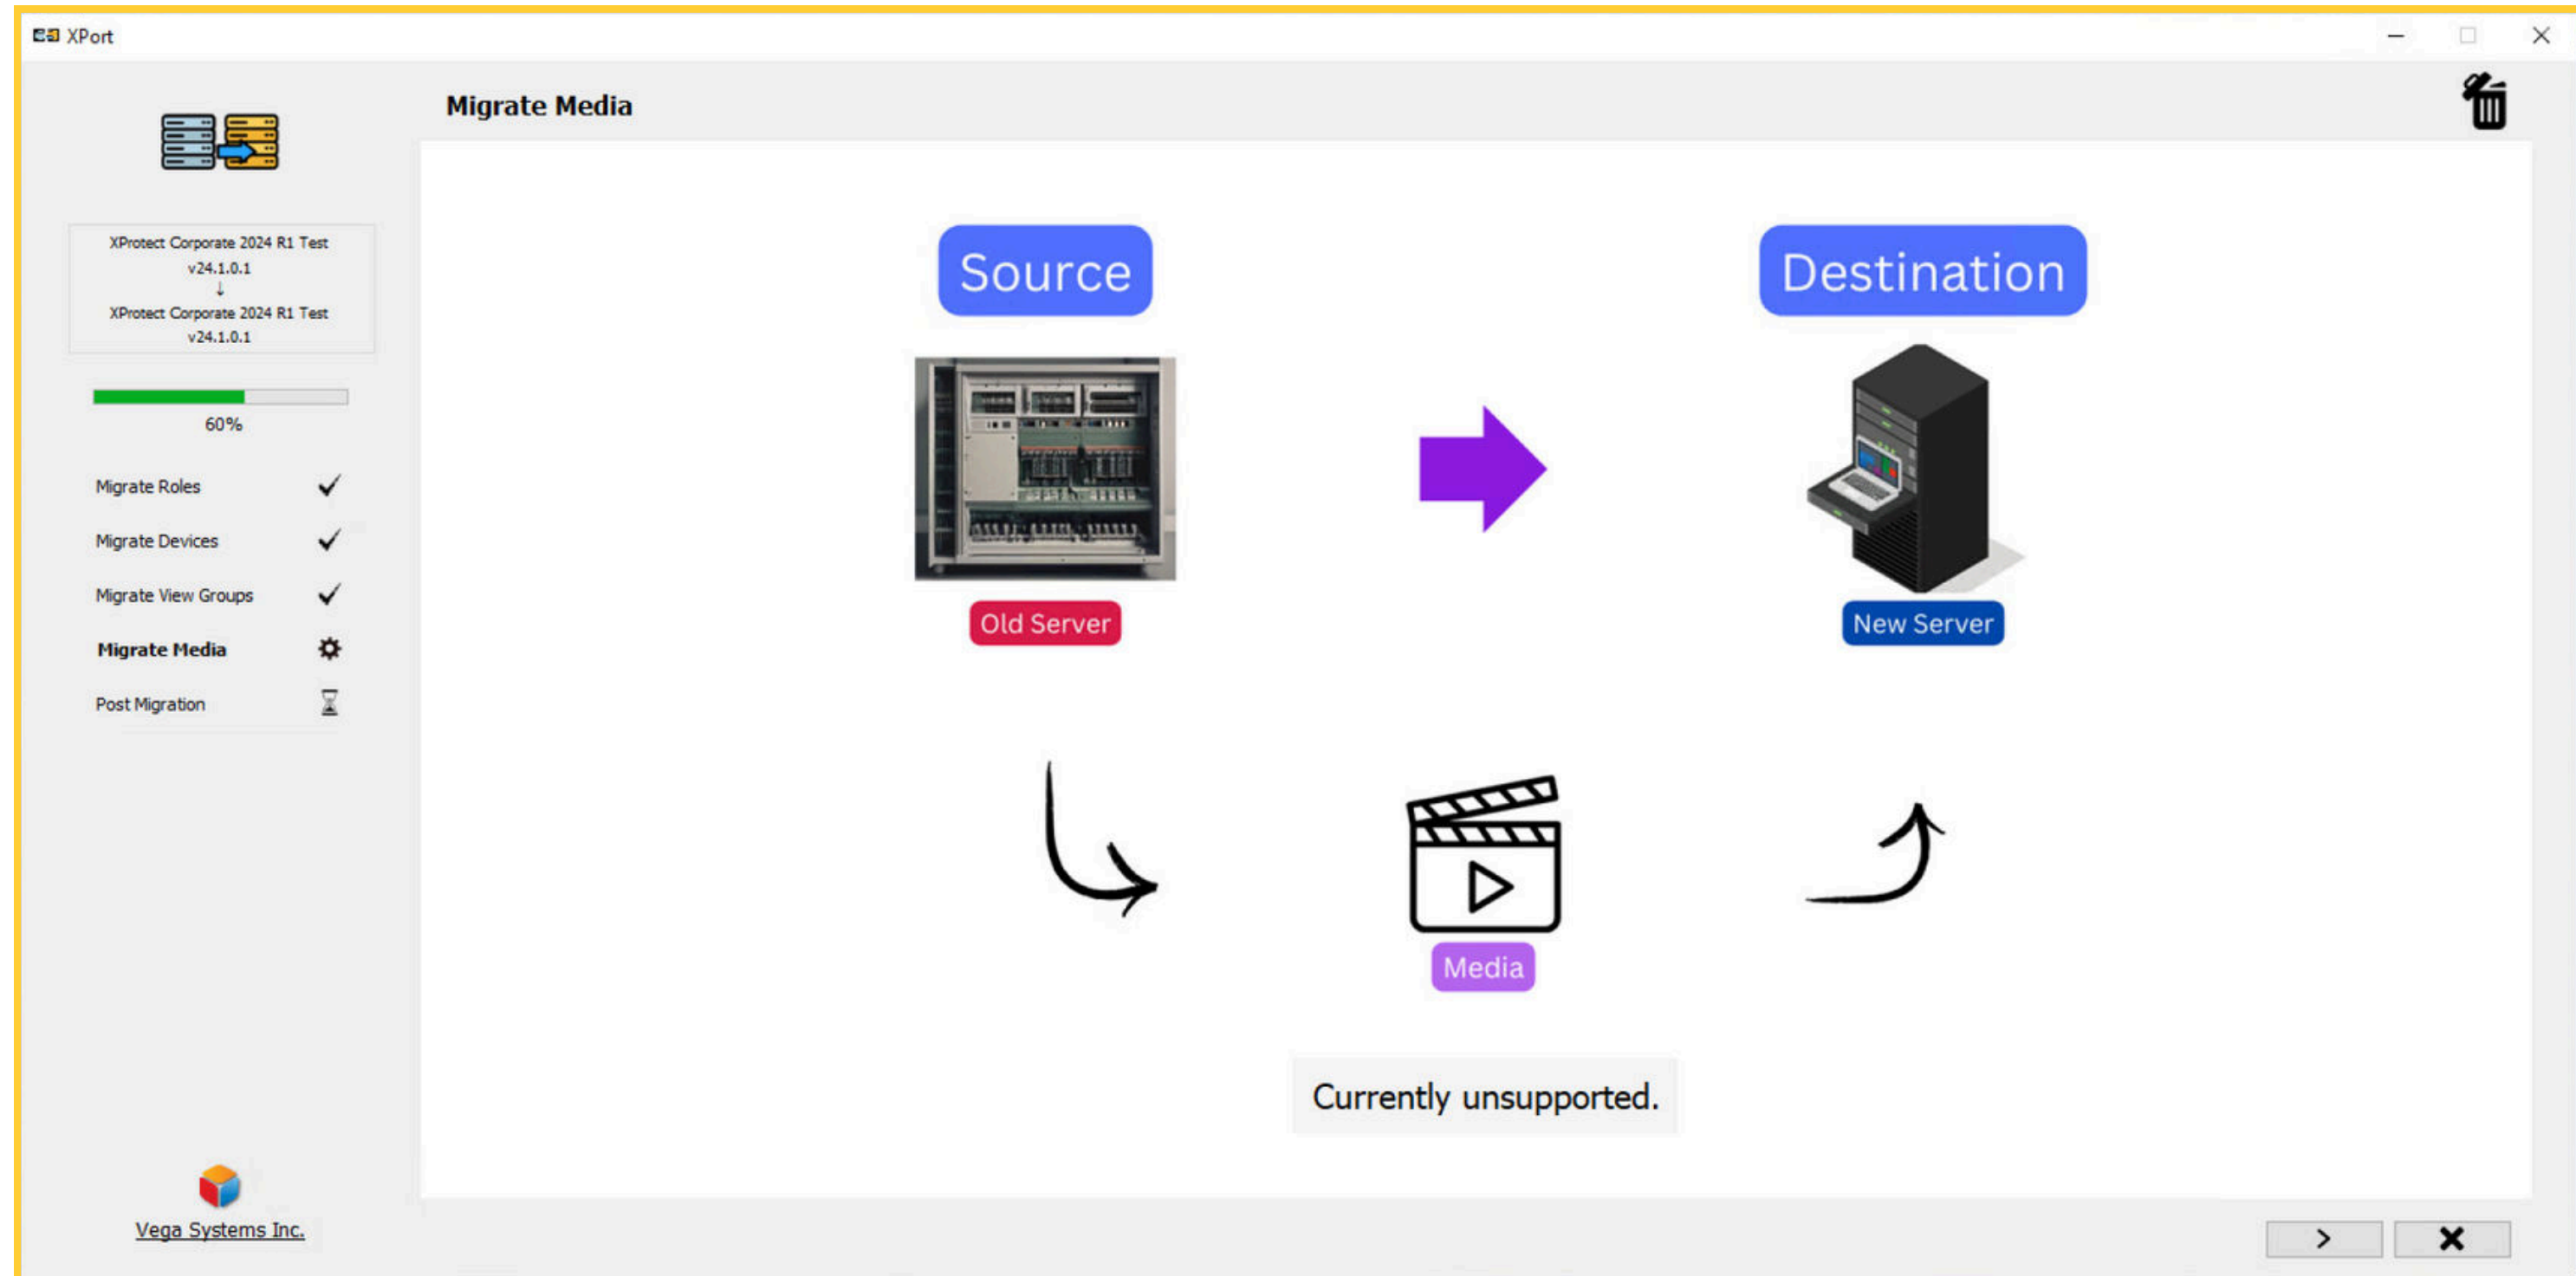 XPort
Migrate Media
XProtect Corporate 2024 R1 Test
v24.1.0.1
↓
XProtect Corporate 2024 R1 Test
v24.1.0.1
60%
Migrate Roles
Migrate Devices
Migrate View Groups
Migrate Media
Post Migration
Vega Systems Inc.
Source
Destination
Old Server
New Server
Media
Currently unsupported.